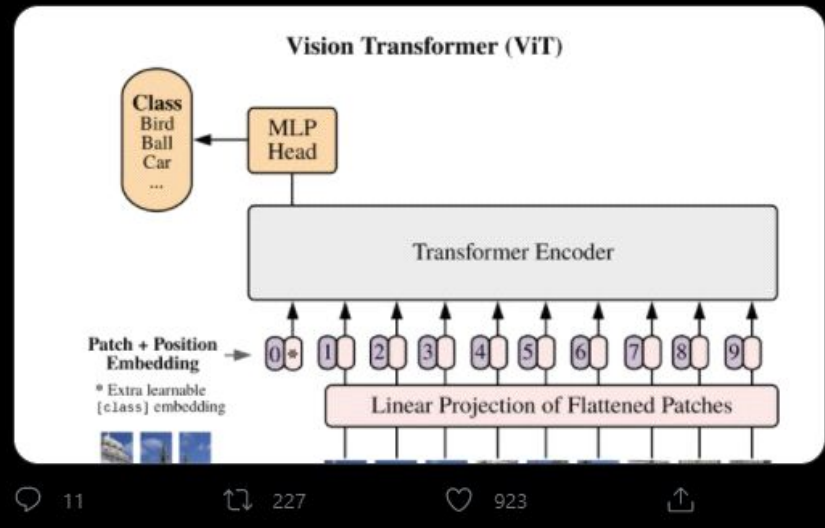 Vision Transformer (ViT)
Class
Bird
Ball
Car
...
MLP
Head
Transformer Encoder
Patch + Position
Embedding
0 * 1 2 3 4 5 6 7 8 9
* Extra learnable
[class] embedding
Linear Projection of Flattened Patches
11 227 923